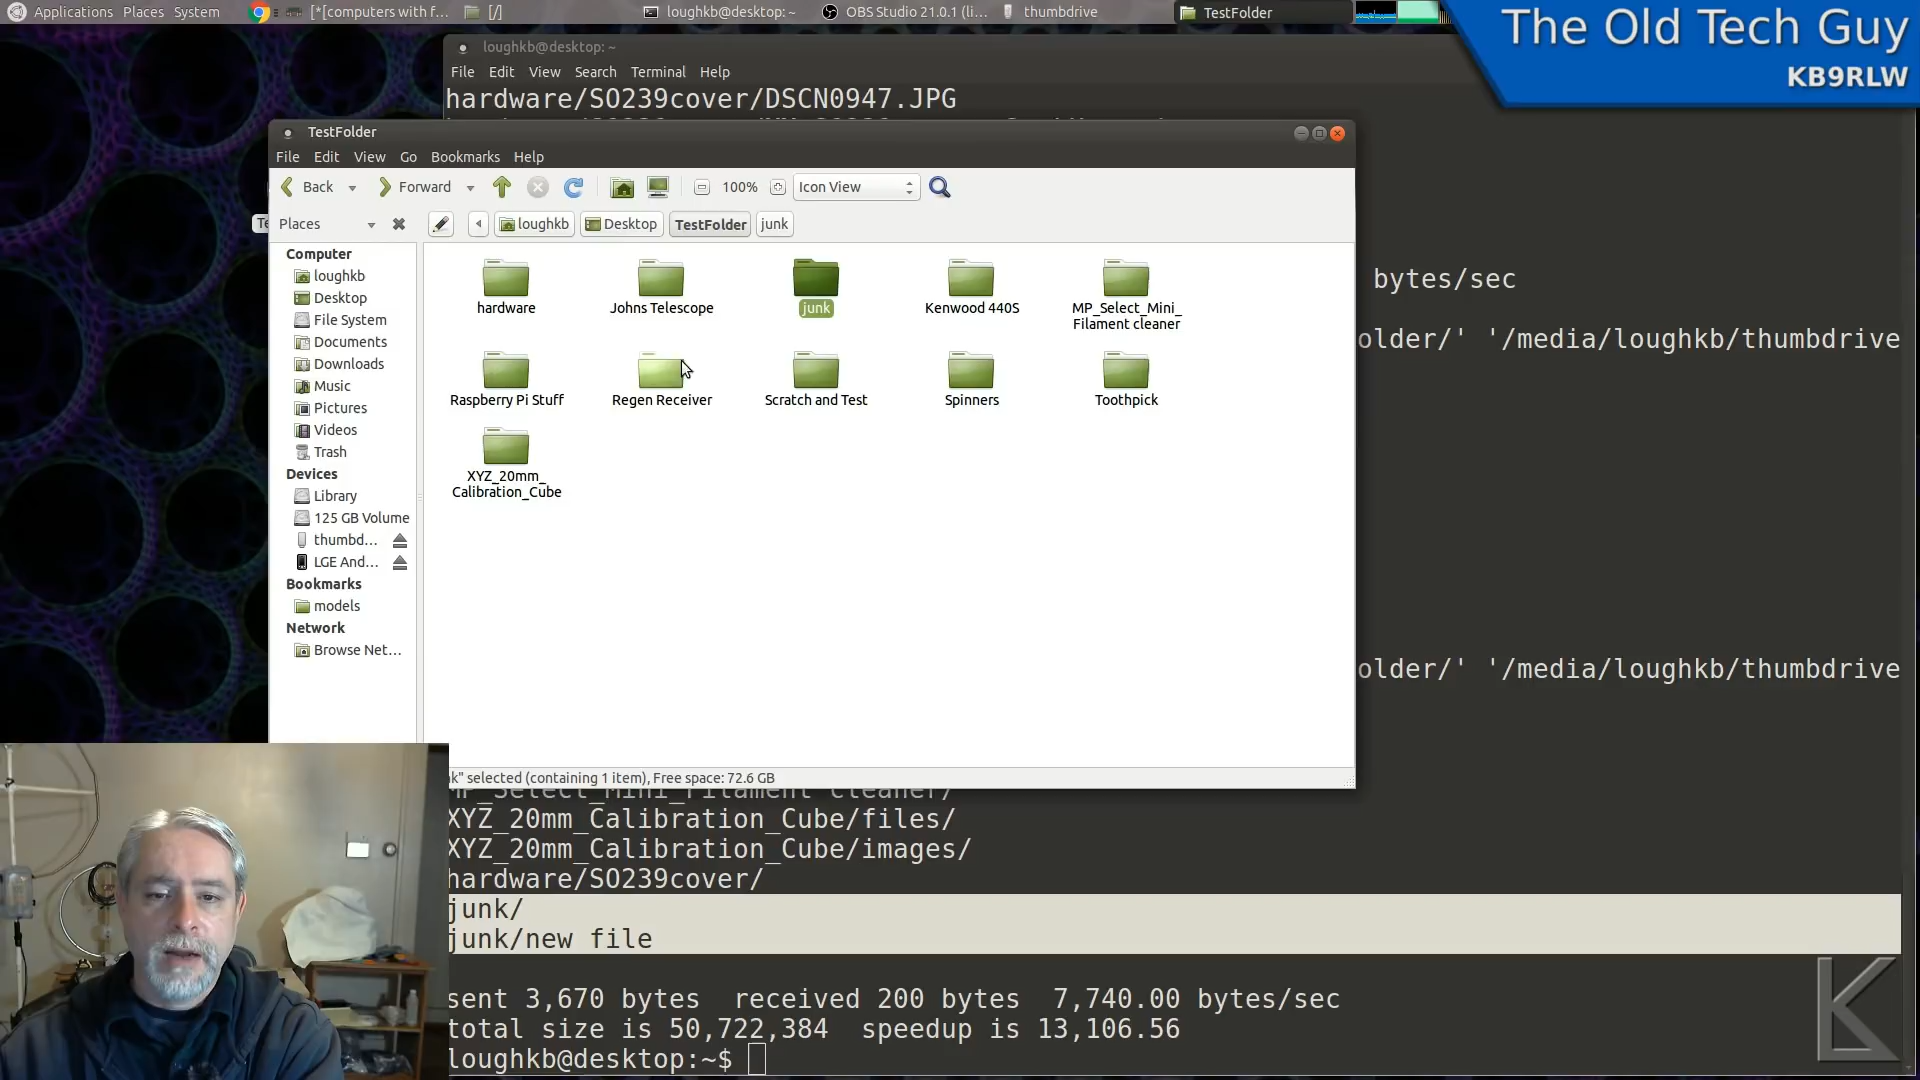 Applications Places System [*[computers with f... [/] loughkb@desktop: ~ OBS Studio 21.0.1 (li... thumbdrive TestFolder
The Old Tech Guy
KB9RLW
loughkb@desktop: ~
File Edit View Search Terminal Help
hardware/SO239cover/DSCN0947.JPG
TestFolder
File Edit View Go Bookmarks Help
Back Forward 100% Icon View
Places loughkb Desktop TestFolder junk
Computer
loughkb
Desktop
File System
Documents
Downloads
Music
Pictures
Videos
Trash
Devices
Library
125 GB Volume
thumbd...
LGE And...
Bookmarks
models
Network
Browse Net...
hardware
Johns Telescope
junk
Kenwood 440S
MP_Select_Mini_
Filament cleaner
Raspberry Pi Stuff
Regen Receiver
Scratch and Test
Spinners
Toothpick
XYZ_20mm_
Calibration_Cube
bytes/sec
older/' '/media/loughkb/thumbdrive
older/' '/media/loughkb/thumbdrive
k" selected (containing 1 item), Free space: 72.6 GB
MP_Select_Mini_Filament cleaner/
XYZ_20mm_Calibration_Cube/files/
XYZ_20mm_Calibration_Cube/images/
hardware/SO239cover/
junk/
junk/new file
sent 3,670 bytes received 200 bytes 7,740.00 bytes/sec
total size is 50,722,384 speedup is 13,106.56
loughkb@desktop:~$
K